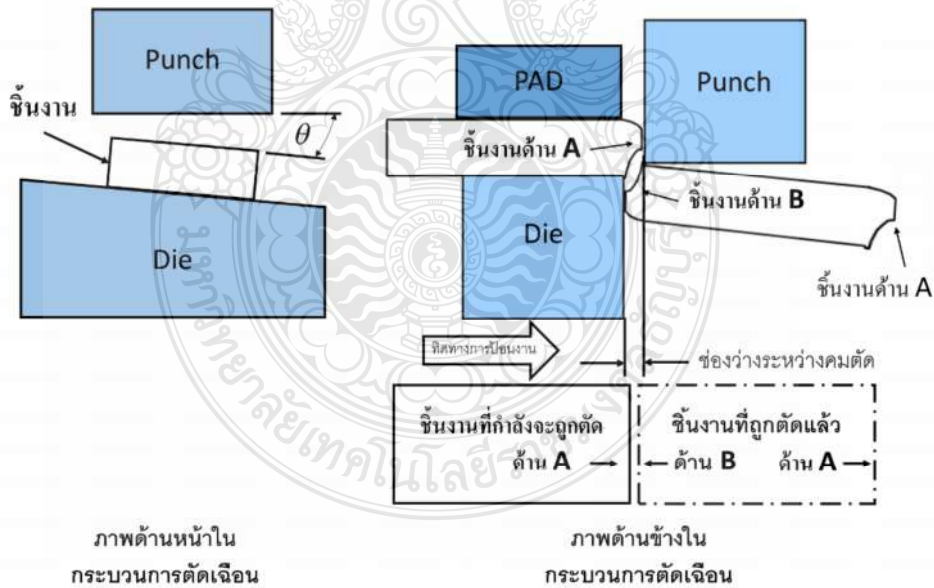 Punch
ชิ้นงาน
θ
Die
ภาพด้านหน้าใน
กระบวนการตัดเฉือน
PAD
Punch
ชิ้นงานด้าน A
ชิ้นงานด้าน B
Die
ชิ้นงานด้าน A
ทิศทางการป้อนงาน
ช่องว่างระหว่างคมตัด
ชิ้นงานที่กำลังจะถูกตัด
ด้าน A
ชิ้นงานที่ถูกตัดแล้ว
ด้าน B ด้าน A
ภาพด้านข้างใน
กระบวนการตัดเฉือน